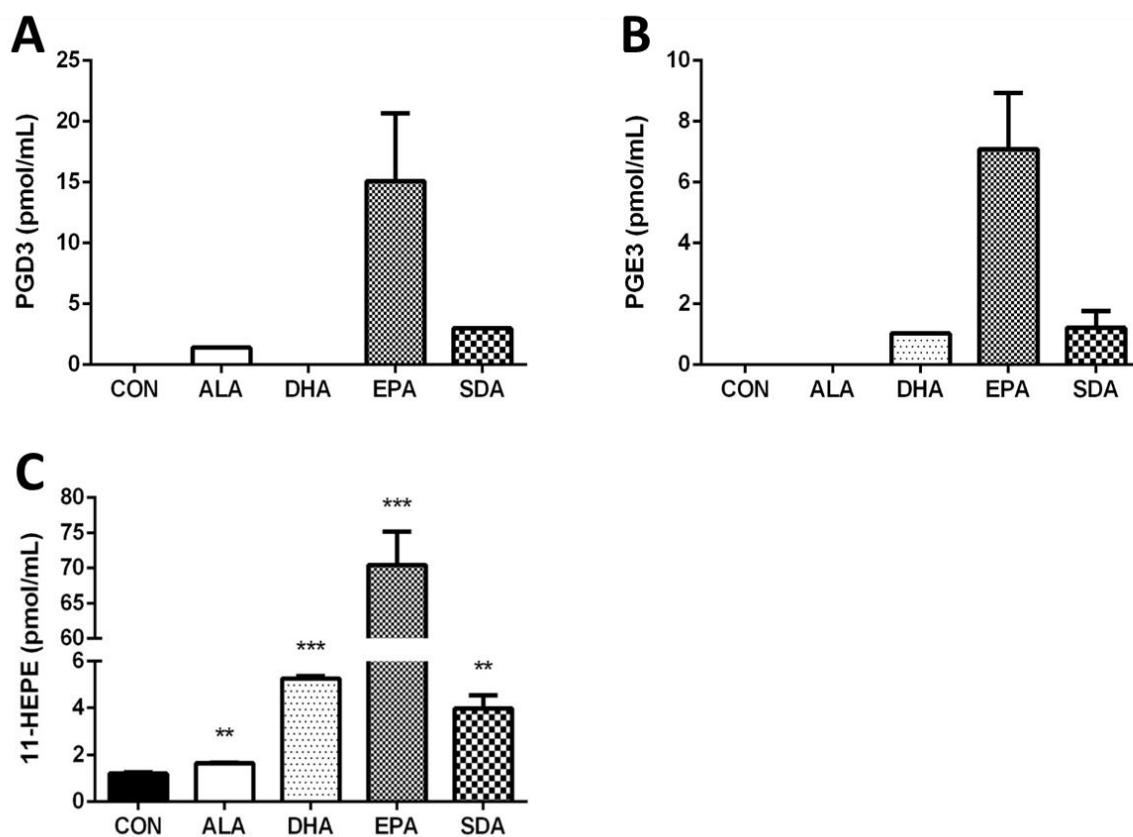 A
PGD3 (pmol/mL)
25
20
15
10
5
0
CON ALA DHA EPA SDA
B
PGE3 (pmol/mL)
10
8
6
4
2
0
CON ALA DHA EPA SDA
C
11-HEPE (pmol/mL)
80
75
70
65
60
6
4
2
0
**
***
***
**
CON ALA DHA EPA SDA